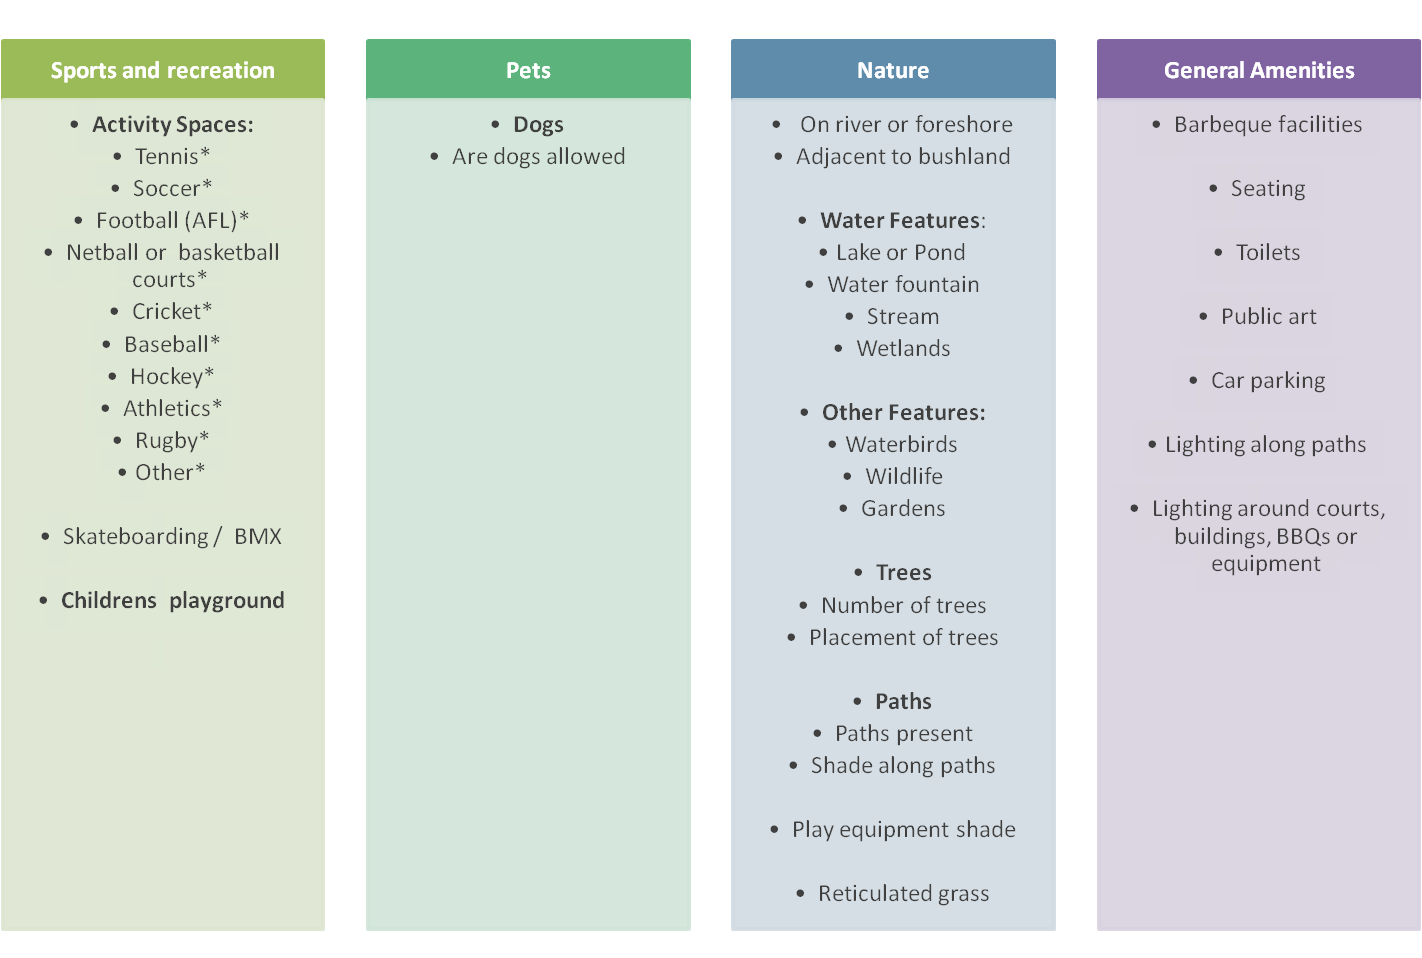 Sports and recreation
• Activity Spaces:
• Tennis*
• Soccer*
• Football (AFL)*
• Netball or basketball
courts*
• Cricket*
• Baseball*
• Hockey*
• Athletics*
• Rugby*
• Other*
• Skateboarding / BMX
• Childrens playground
Pets
• Dogs
• Are dogs allowed
Nature
• On river or foreshore
• Adjacent to bushland
• Water Features:
• Lake or Pond
• Water fountain
• Stream
• Wetlands
• Other Features:
• Waterbirds
• Wildlife
• Gardens
• Trees
• Number of trees
• Placement of trees
• Paths
• Paths present
• Shade along paths
• Play equipment shade
• Reticulated grass
General Amenities
• Barbeque facilities
• Seating
• Toilets
• Public art
• Car parking
• Lighting along paths
• Lighting around courts,
buildings, BBQs or
equipment